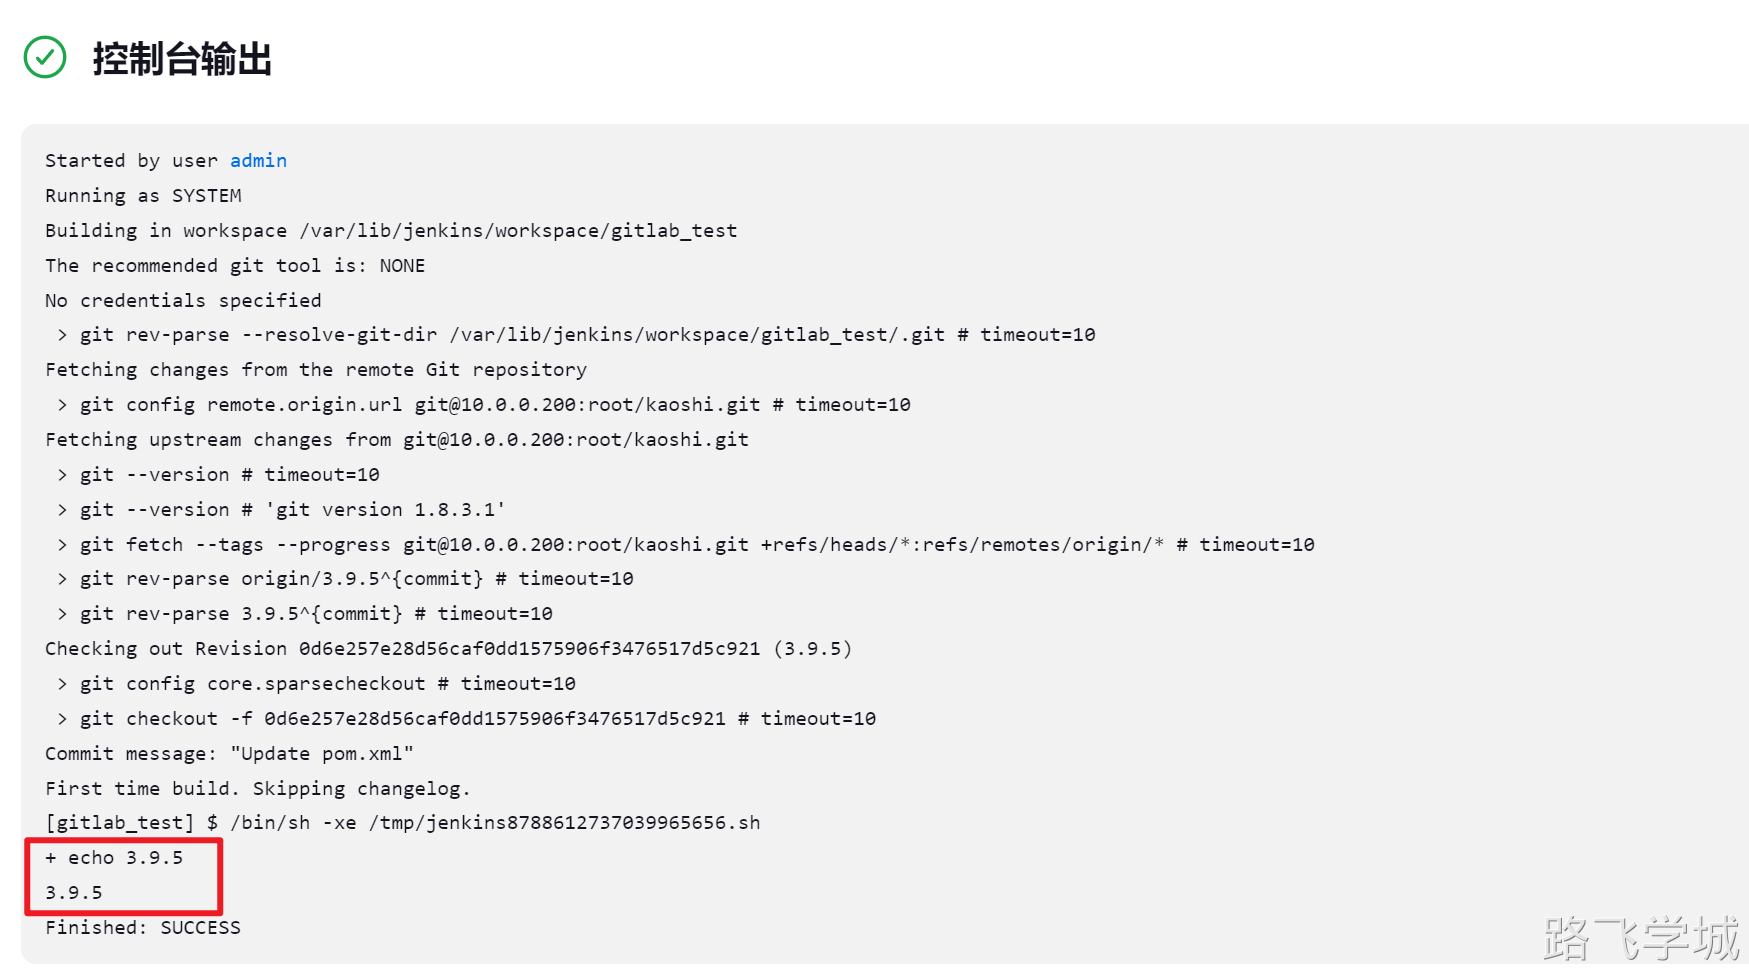 控制台输出
Started by user admin
Running as SYSTEM
Building in workspace /var/lib/jenkins/workspace/gitlab_test
The recommended git tool is: NONE
No credentials specified
 > git rev-parse --resolve-git-dir /var/lib/jenkins/workspace/gitlab_test/.git # timeout=10
Fetching changes from the remote Git repository
 > git config remote.origin.url git@10.0.0.200:root/kaoshi.git # timeout=10
Fetching upstream changes from git@10.0.0.200:root/kaoshi.git
 > git --version # timeout=10
 > git --version # 'git version 1.8.3.1'
 > git fetch --tags --progress git@10.0.0.200:root/kaoshi.git +refs/heads/*:refs/remotes/origin/* # timeout=10
 > git rev-parse origin/3.9.5^{commit} # timeout=10
 > git rev-parse 3.9.5^{commit} # timeout=10
Checking out Revision 0d6e257e28d56caf0dd1575906f3476517d5c921 (3.9.5)
 > git config core.sparsecheckout # timeout=10
 > git checkout -f 0d6e257e28d56caf0dd1575906f3476517d5c921 # timeout=10
Commit message: "Update pom.xml"
First time build. Skipping changelog.
[gitlab_test] $ /bin/sh -xe /tmp/jenkins8788612737039965656.sh
+ echo 3.9.5
3.9.5
Finished: SUCCESS
路飞学城